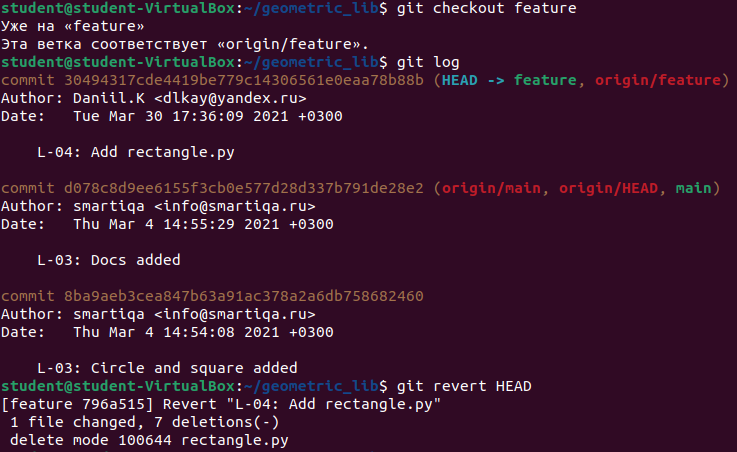 student@student-VirtualBox:~/geometric_lib$ git checkout feature
Уже на «feature»
Эта ветка соответствует «origin/feature».
student@student-VirtualBox:~/geometric_lib$ git log
commit 30494317cde4419be779c14306561e0eaa78b88b (HEAD -> feature, origin/feature)
Author: Daniil.K <dlkay@yandex.ru>
Date:   Tue Mar 30 17:36:09 2021 +0300

    L-04: Add rectangle.py

commit d078c8d9ee6155f3cb0e577d28d337b791de28e2 (origin/main, origin/HEAD, main)
Author: smartiqa <info@smartiqa.ru>
Date:   Thu Mar 4 14:55:29 2021 +0300

    L-03: Docs added

commit 8ba9aeb3cea847b63a91ac378a2a6db758682460
Author: smartiqa <info@smartiqa.ru>
Date:   Thu Mar 4 14:54:08 2021 +0300

    L-03: Circle and square added
student@student-VirtualBox:~/geometric_lib$ git revert HEAD
[feature 796a515] Revert "L-04: Add rectangle.py"
 1 file changed, 7 deletions(-)
 delete mode 100644 rectangle.py